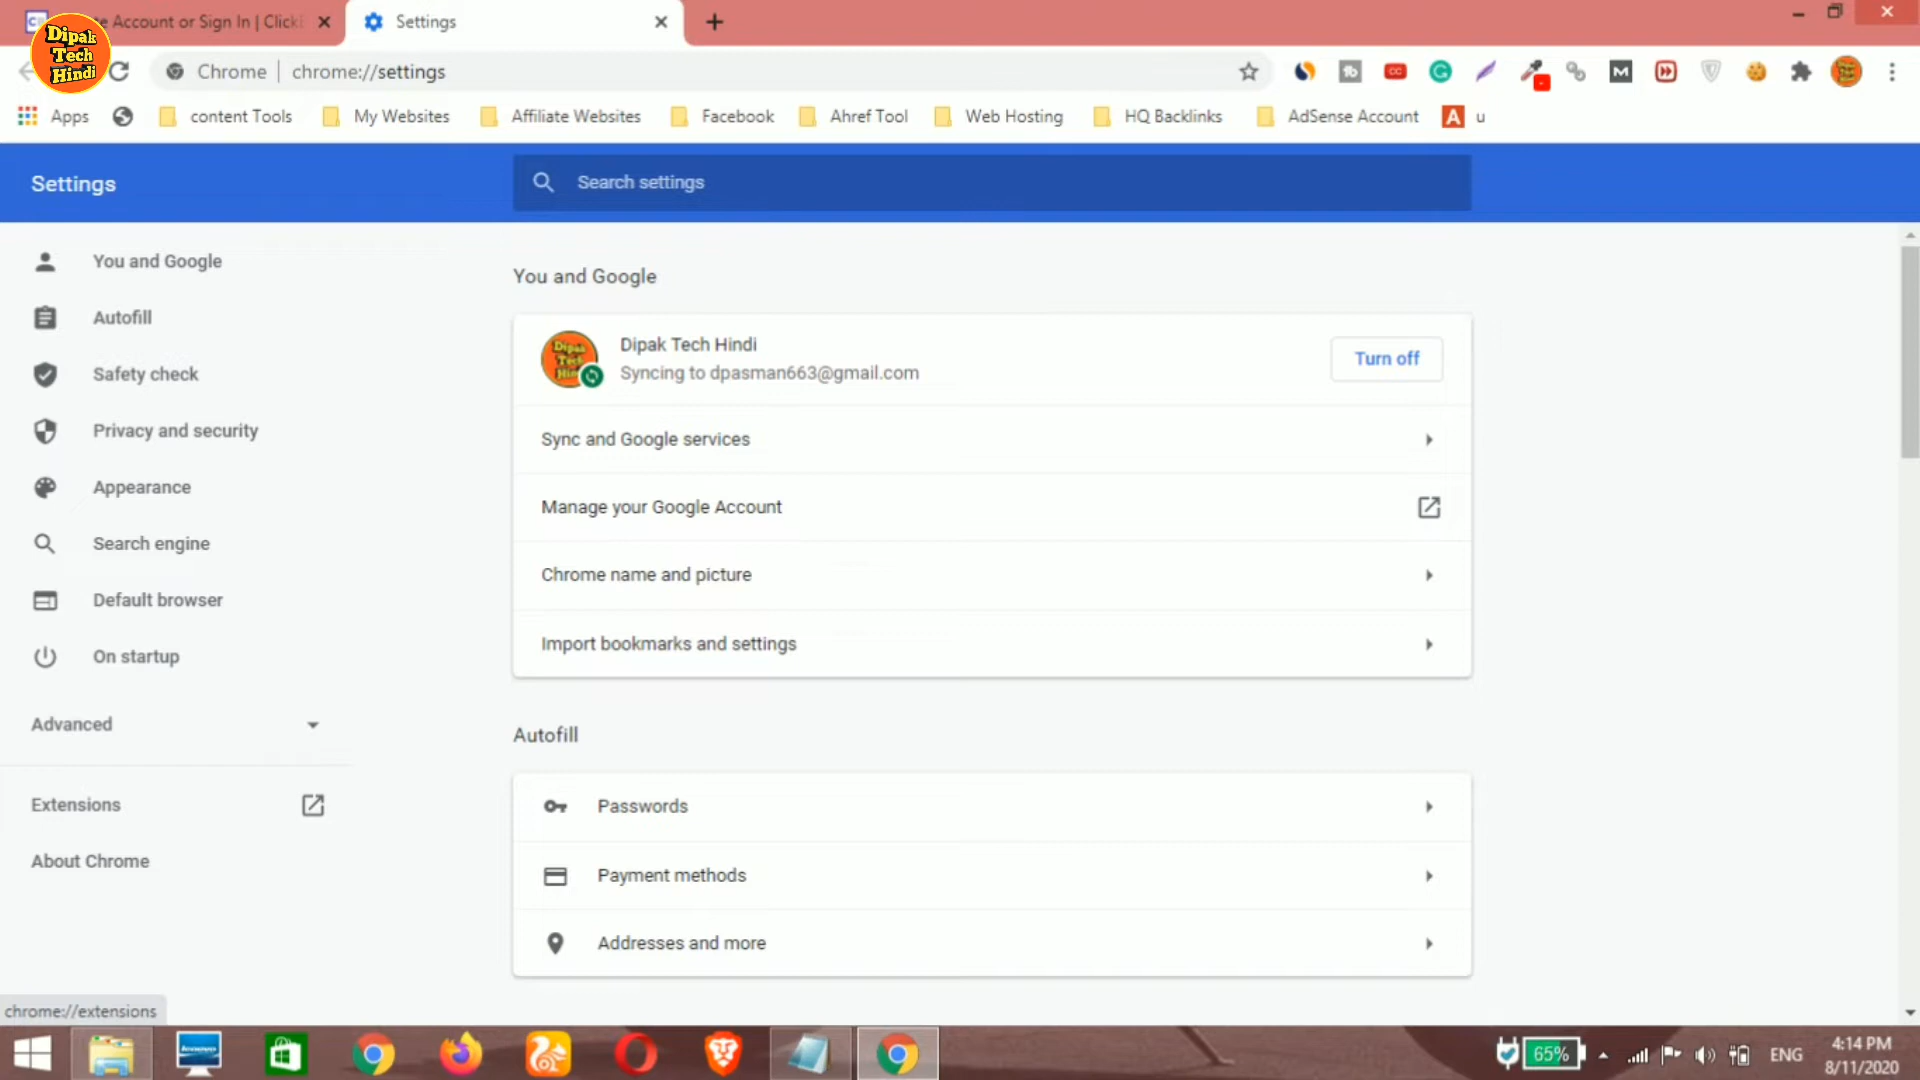 e Account or Sign In | Click
Settings
Dipak
Tech
Hindi
Chrome | chrome://settings
Apps
content Tools
My Websites
Affiliate Websites
Facebook
Ahref Tool
Web Hosting
HQ Backlinks
AdSense Account
u
Settings
Search settings
You and Google
Autofill
Safety check
Privacy and security
Appearance
Search engine
Default browser
On startup
Advanced
Extensions
About Chrome
You and Google
Dipak Tech Hindi
Syncing to dpasman663@gmail.com
Turn off
Sync and Google services
Manage your Google Account
Chrome name and picture
Import bookmarks and settings
Autofill
Passwords
Payment methods
Addresses and more
chrome://extensions
65%
ENG
4:14 PM
8/11/2020